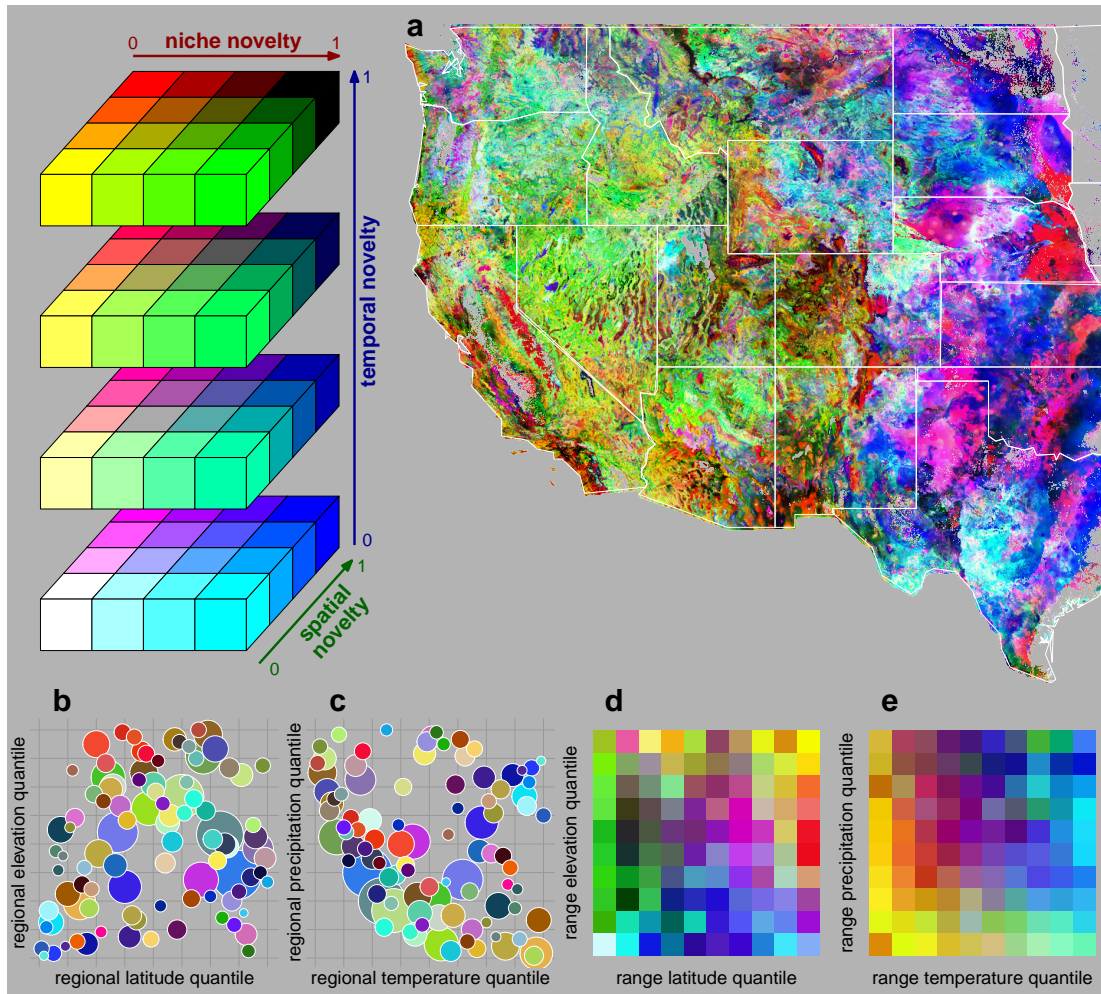 a
0 niche novelty 1
1
temporal novelty
0
1
spatial
novelty
0
b
c
d
e
regional elevation quantile
regional latitude quantile
regional precipitation quantile
regional temperature quantile
range elevation quantile
range latitude quantile
range precipitation quantile
range temperature quantile